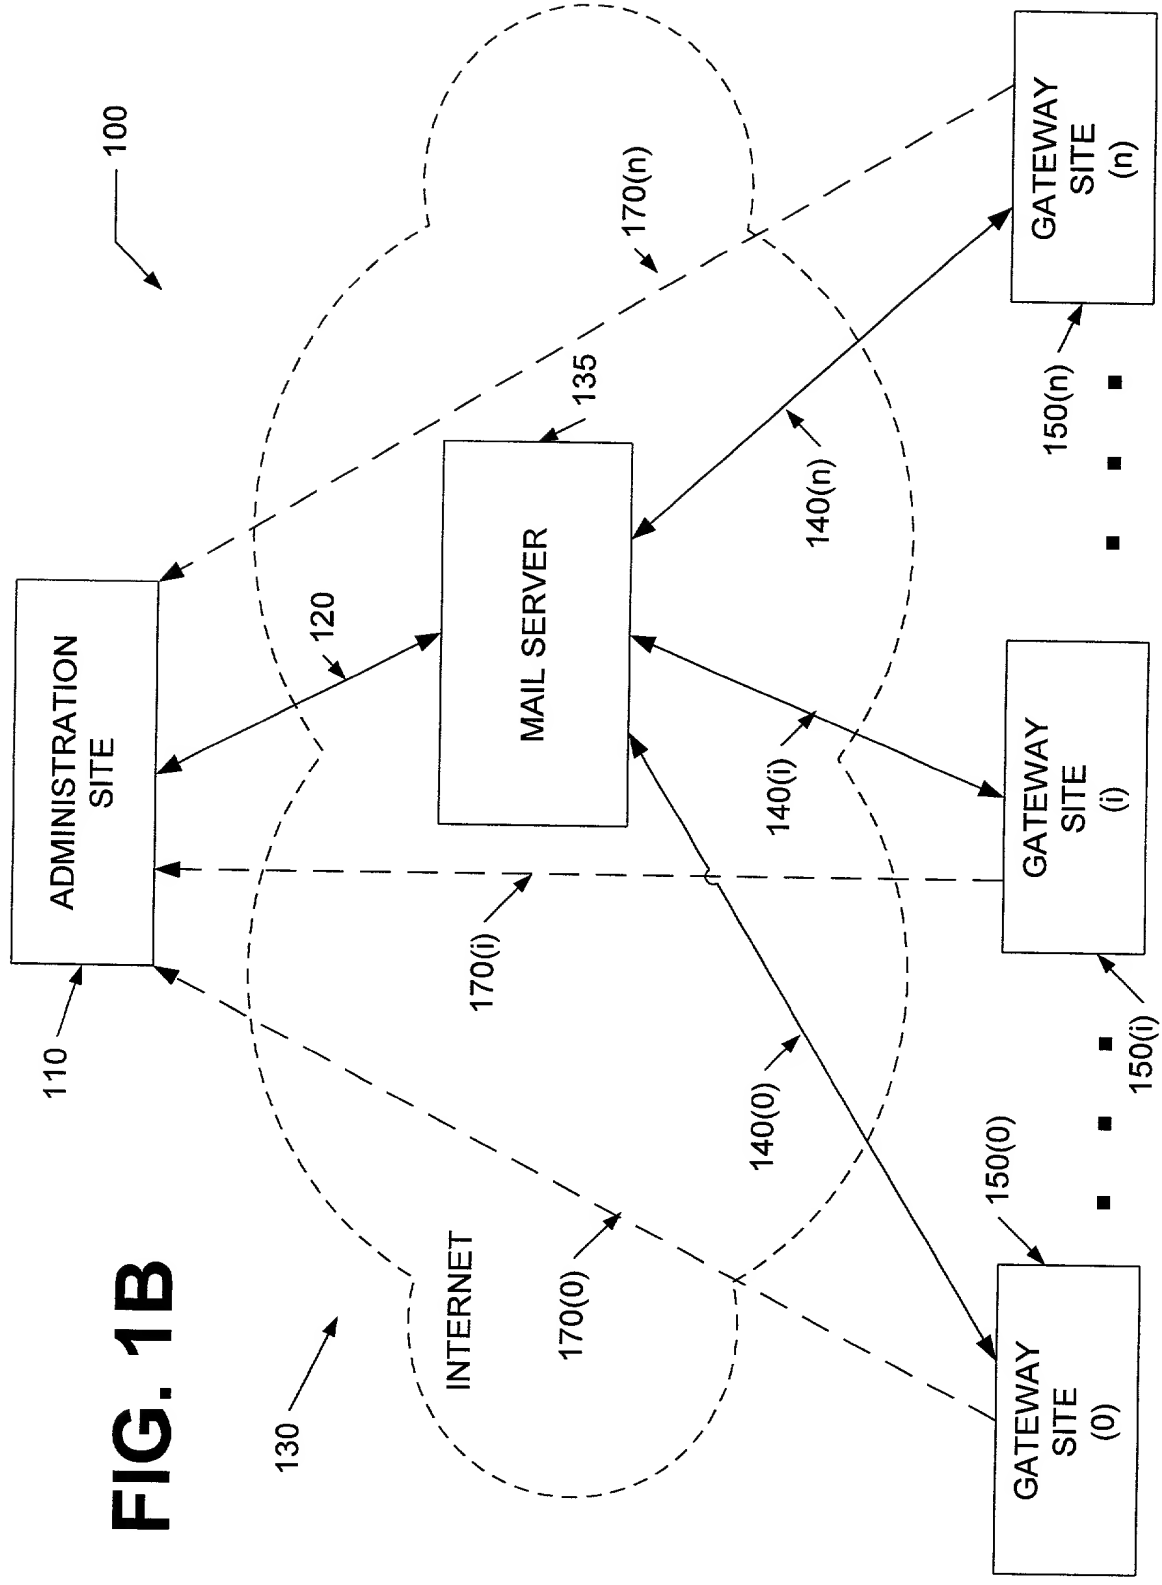 FIG. 1B
100
ADMINISTRATION
SITE
110
120
130
INTERNET
MAIL SERVER
135
170(0)
170(i)
170(n)
140(0)
140(i)
140(n)
GATEWAY
SITE
(0)
150(0)
GATEWAY
SITE
(i)
150(i)
GATEWAY
SITE
(n)
150(n)